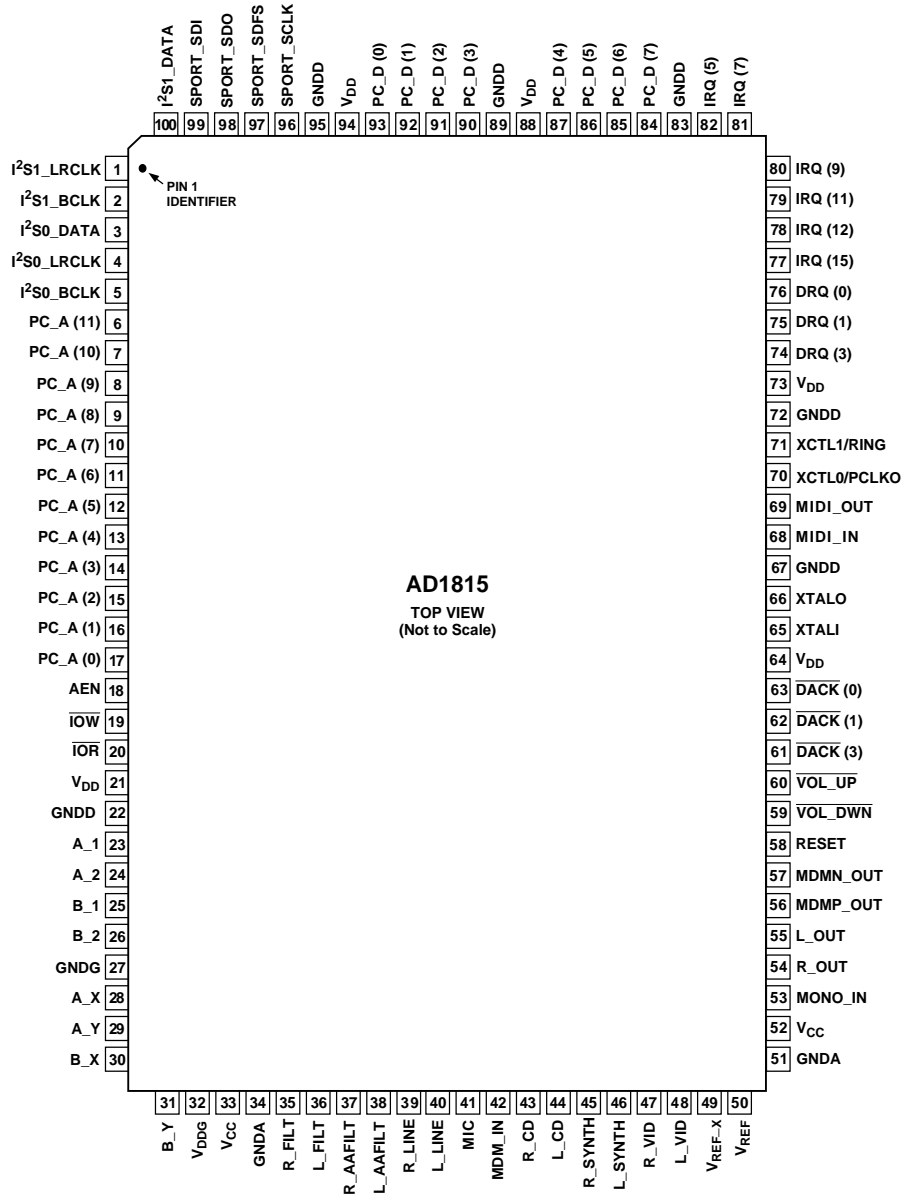 I²S1_DATA
SPORT_SDI
SPORT_SDO
SPORT_SDFS
SPORT_SCLK
GNDD
V_DD
PC_D (0)
PC_D (1)
PC_D (2)
PC_D (3)
GNDD
V_DD
PC_D (4)
PC_D (5)
PC_D (6)
PC_D (7)
GNDD
IRQ (5)
IRQ (7)
100 99 98 97 96 95 94 93 92 91 90 89 88 87 86 85 84 83 82 81
I²S1_LRCLK 1
I²S1_BCLK 2
I²S0_DATA 3
I²S0_LRCLK 4
I²S0_BCLK 5
PC_A (11) 6
PC_A (10) 7
PC_A (9) 8
PC_A (8) 9
PC_A (7) 10
PC_A (6) 11
PC_A (5) 12
PC_A (4) 13
PC_A (3) 14
PC_A (2) 15
PC_A (1) 16
PC_A (0) 17
AEN 18
IOW 19
IOR 20
V_DD 21
GNDD 22
A_1 23
A_2 24
B_1 25
B_2 26
GNDG 27
A_X 28
A_Y 29
B_X 30
PIN 1
IDENTIFIER
AD1815
TOP VIEW
(Not to Scale)
80 IRQ (9)
79 IRQ (11)
78 IRQ (12)
77 IRQ (15)
76 DRQ (0)
75 DRQ (1)
74 DRQ (3)
73 V_DD
72 GNDD
71 XCTL1/RING
70 XCTL0/PCLKO
69 MIDI_OUT
68 MIDI_IN
67 GNDD
66 XTALO
65 XTALI
64 V_DD
63 DACK (0)
62 DACK (1)
61 DACK (3)
60 VOL_UP
59 VOL_DWN
58 RESET
57 MDMN_OUT
56 MDMP_OUT
55 L_OUT
54 R_OUT
53 MONO_IN
52 V_CC
51 GNDA
31 32 33 34 35 36 37 38 39 40 41 42 43 44 45 46 47 48 49 50
B_Y
V_DDG
V_CC
GNDA
R_FILT
L_FILT
R_AAFILT
L_AAFILT
R_LINE
L_LINE
MIC
MDM_IN
R_CD
L_CD
R_SYNTH
L_SYNTH
R_VID
L_VID
V_REF_X
V_REF